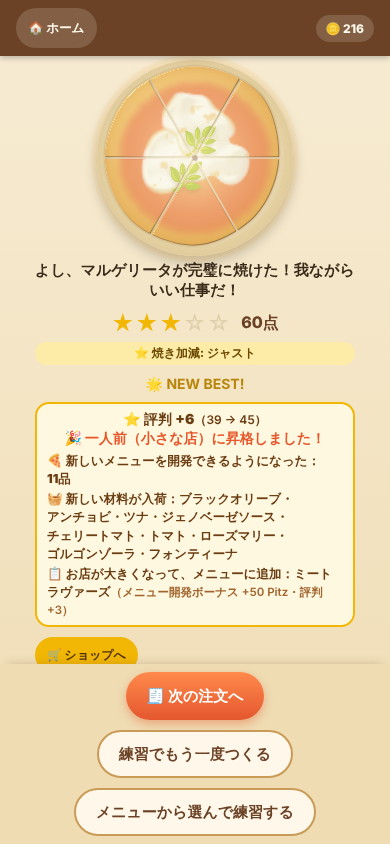 🏠 ホーム
🪙 216
よし、マルゲリータが完璧に焼けた！我ながら
いい仕事だ！
★★★☆☆ 60点
⭐ 焼き加減: ジャスト
🌟 NEW BEST!
⭐ 評判 +6（39 → 45）
🎉 一人前（小さな店）に昇格しました！
🍕 新しいメニューを開発できるようになった：
11品
🧺 新しい材料が入荷：ブラックオリーブ・
アンチョビ・ツナ・ジェノベーゼソース・
チェリートマト・トマト・ローズマリー・
ゴルゴンゾーラ・フォンティーナ
📋 お店が大きくなって、メニューに追加：ミート
ラヴァーズ（メニュー開発ボーナス +50 Pitz・評判
+3）
🛒 ショップへ
🧾 次の注文へ
練習でもう一度つくる
メニューから選んで練習する